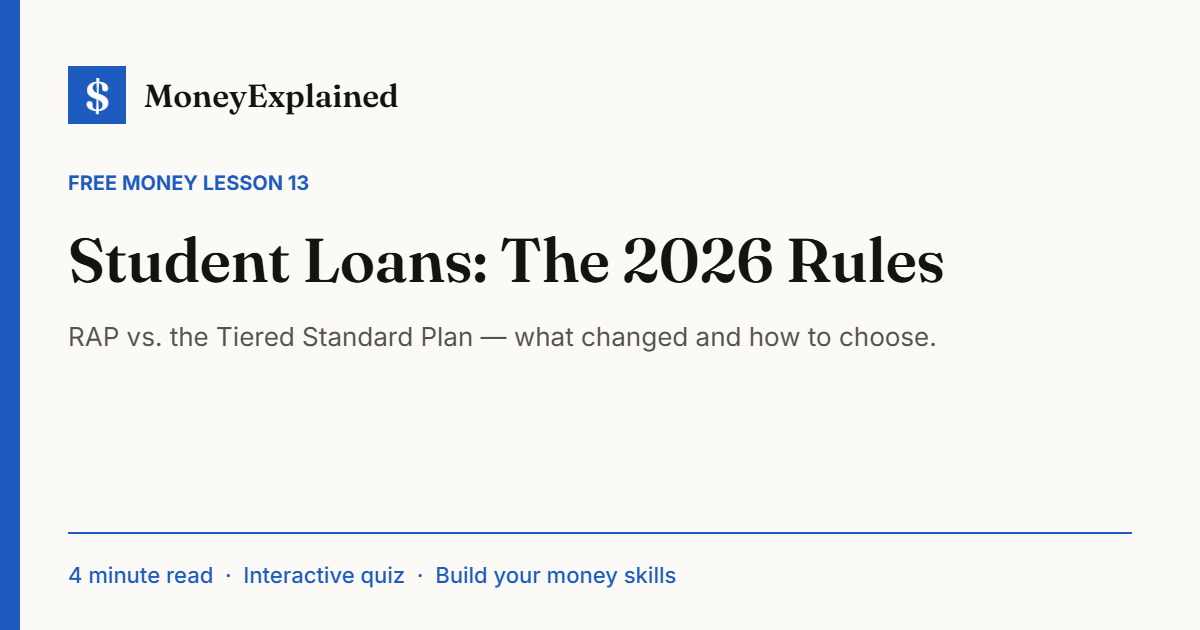 $ MoneyExplained
FREE MONEY LESSON 13
Student Loans: The 2026 Rules
RAP vs. the Tiered Standard Plan — what changed and how to choose.
4 minute read · Interactive quiz · Build your money skills